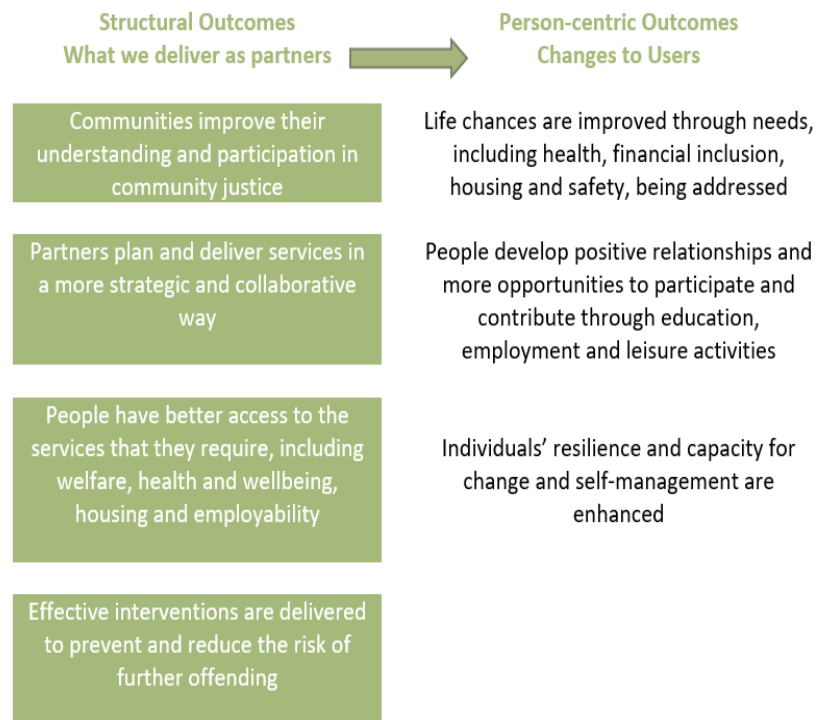 Structural Outcomes
What we deliver as partners
Person-centric Outcomes
Changes to Users
Communities improve their
understanding and participation in
community justice
Life chances are improved through needs,
including health, financial inclusion,
housing and safety, being addressed
Partners plan and deliver services in
a more strategic and collaborative
way
People develop positive relationships and
more opportunities to participate and
contribute through education,
employment and leisure activities
People have better access to the
services that they require, including
welfare, health and wellbeing,
housing and employability
Individuals’ resilience and capacity for
change and self-management are
enhanced
Effective interventions are delivered
to prevent and reduce the risk of
further offending